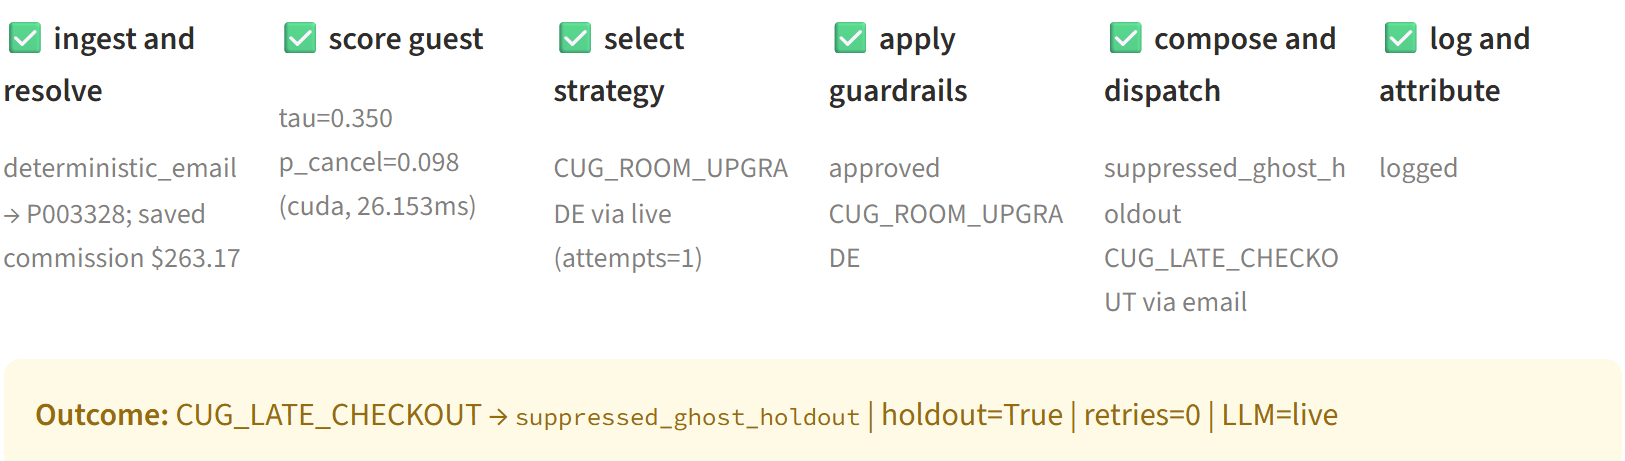 ✅ ingest and
resolve
deterministic_email
→ P003328; saved
commission $263.17
✅ score guest
tau=0.350
p_cancel=0.098
(cuda, 26.153ms)
✅ select
strategy
CUG_ROOM_UPGRA
DE via live
(attempts=1)
✅ apply
guardrails
approved
CUG_ROOM_UPGRA
DE
✅ compose and
dispatch
suppressed_ghost_h
oldout
CUG_LATE_CHECKO
UT via email
✅ log and
attribute
logged
Outcome: CUG_LATE_CHECKOUT → suppressed_ghost_holdout | holdout=True | retries=0 | LLM=live